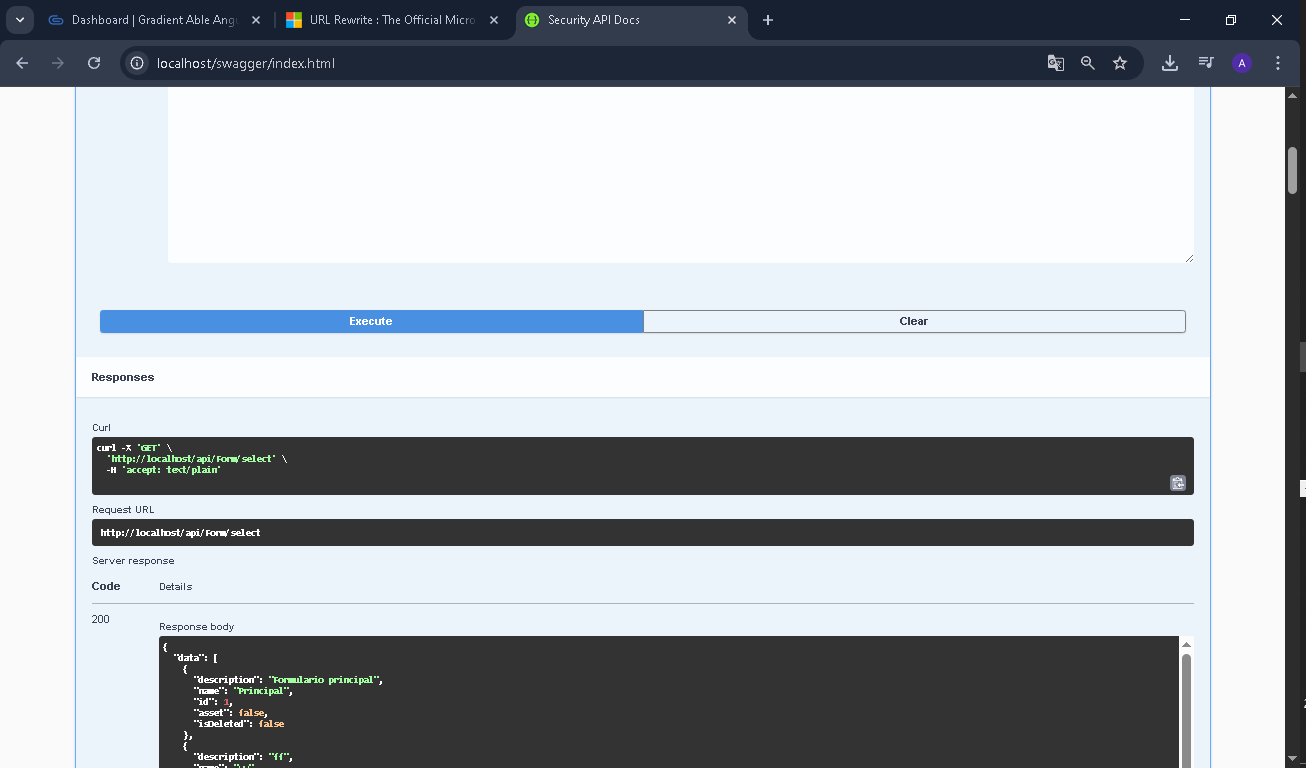 Dashboard | Gradient Able Angu
URL Rewrite : The Official Micro
Security API Docs
localhost/swagger/index.html
A
Execute
Clear
Responses
Curl
curl -X 'GET' \
'http://localhost/api/Form/select' \
-H 'accept: text/plain'
Request URL
http://localhost/api/Form/select
Server response
Code
Details
200
Response body
{
"data": [
{
"description": "Formulario principal",
"name": "Principal",
"id": 1,
"asset": false,
"isDeleted": false
},
{
"description": "ff",